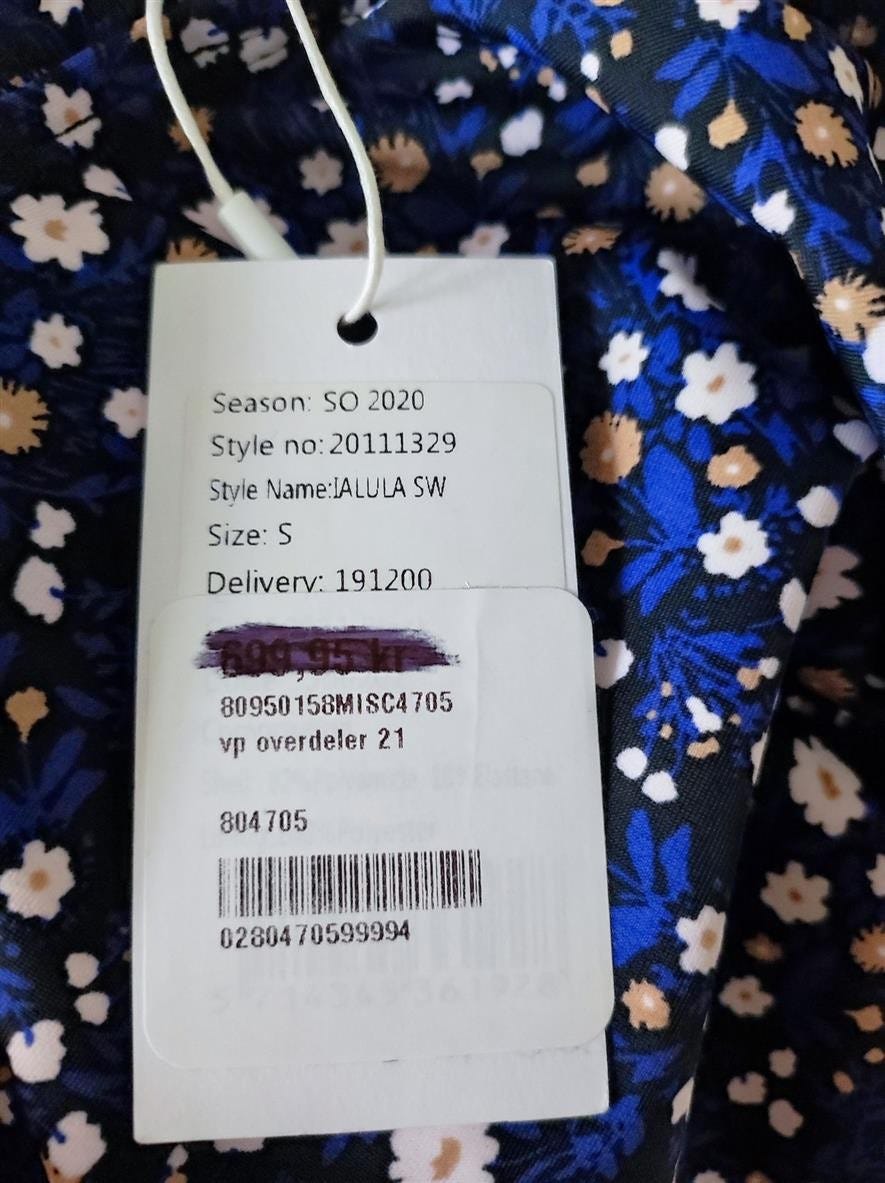 Season: SO 2020
Style no:20111329
Style Name:IALULA SW
Size: S
Delivery: 191200
699,95 kr
80950158MISC4705
vp overdeler 21
804705
0280470599994